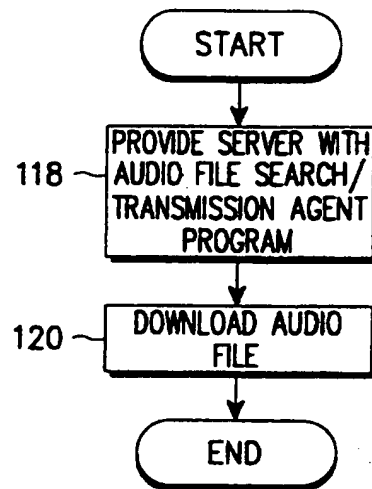 START
118
PROVIDE SERVER WITH
AUDIO FILE SEARCH/
TRANSMISSION AGENT
PROGRAM
120
DOWNLOAD AUDIO
FILE
END